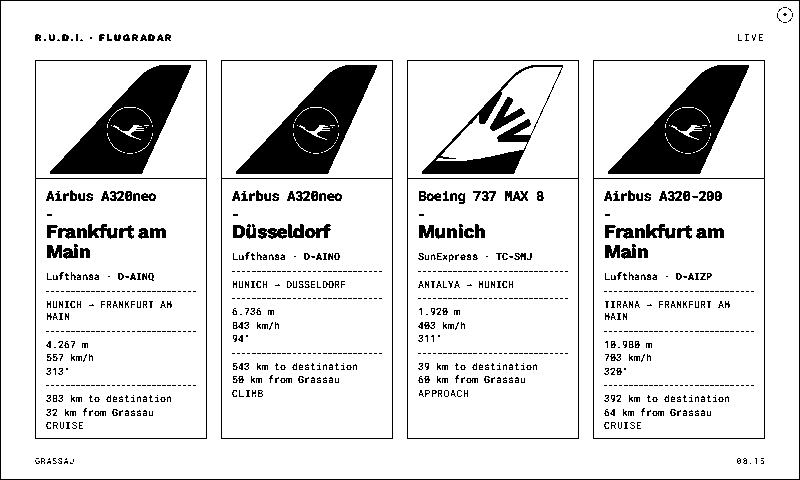 R.U.D.I. · FLUGRADAR
LIVE
Airbus A320neo
-
Frankfurt am
Main
Lufthansa · D-AINQ
MUNICH → FRANKFURT AM
MAIN
4.267 m
557 km/h
313°
303 km to destination
32 km from Grassau
CRUISE
Airbus A320neo
-
Düsseldorf
Lufthansa · D-AINO
MUNICH → DUSSELDORF
6.736 m
843 km/h
94°
543 km to destination
50 km from Grassau
CLIMB
Boeing 737 MAX 8
-
Munich
SunExpress · TC-SMJ
ANTALYA → MUNICH
1.920 m
403 km/h
311°
39 km to destination
60 km from Grassau
APPROACH
Airbus A320-200
-
Frankfurt am
Main
Lufthansa · D-AIZP
TIRANA → FRANKFURT AM
MAIN
10.980 m
703 km/h
320°
392 km to destination
64 km from Grassau
CRUISE
GRASSAU
08.15